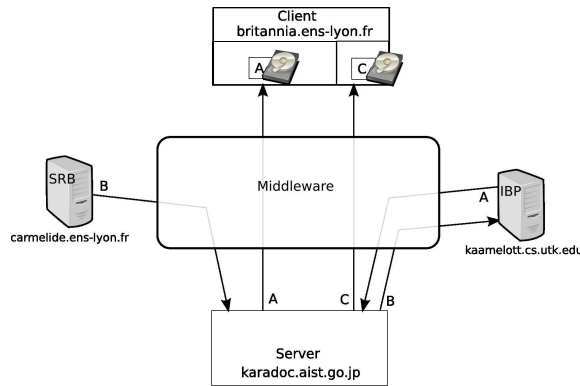 Client
britannia.ens-lyon.fr
A
C
SRB
B
Middleware
A
IBP
carmelide.ens-lyon.fr
kaamelott.cs.utk.edu
A
C
B
Server
karadoc.aist.go.jp